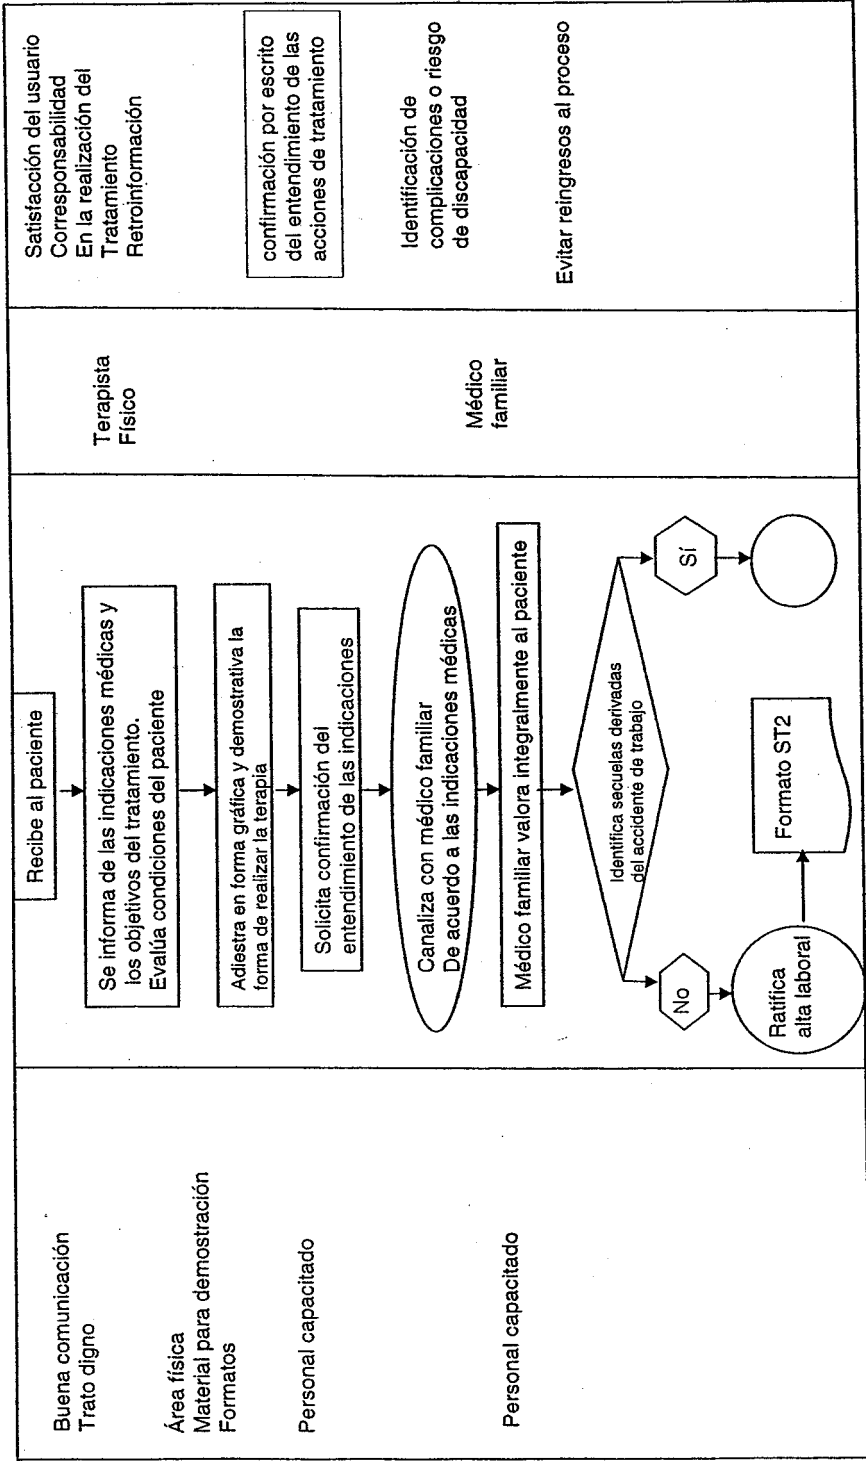 Buena comunicación
Trato digno
Área física
Material para demostración
Formatos
Personal capacitado
Personal capacitado
Recibe al paciente
Se informa de las indicaciones médicas y
los objetivos del tratamiento.
Evalúa condiciones del paciente
Adiestra en forma gráfica y demostrativa la
forma de realizar la terapia
Solicita confirmación del
entendimiento de las indicaciones
Canaliza con médico familiar
De acuerdo a las indicaciones médicas
Médico familiar valora integralmente al paciente
Identifica secuelas derivadas
del accidente de trabajo
No
Sí
Ratifica
alta laboral
Formato ST2
Terapista
Físico
Médico
familiar
Satisfacción del usuario
Corresponsabilidad
En la realización del
Tratamiento
Retroinformación
confirmación por escrito
del entendimiento de las
acciones de tratamiento
Identificación de
complicaciones o riesgo
de discapacidad
Evitar reingresos al proceso